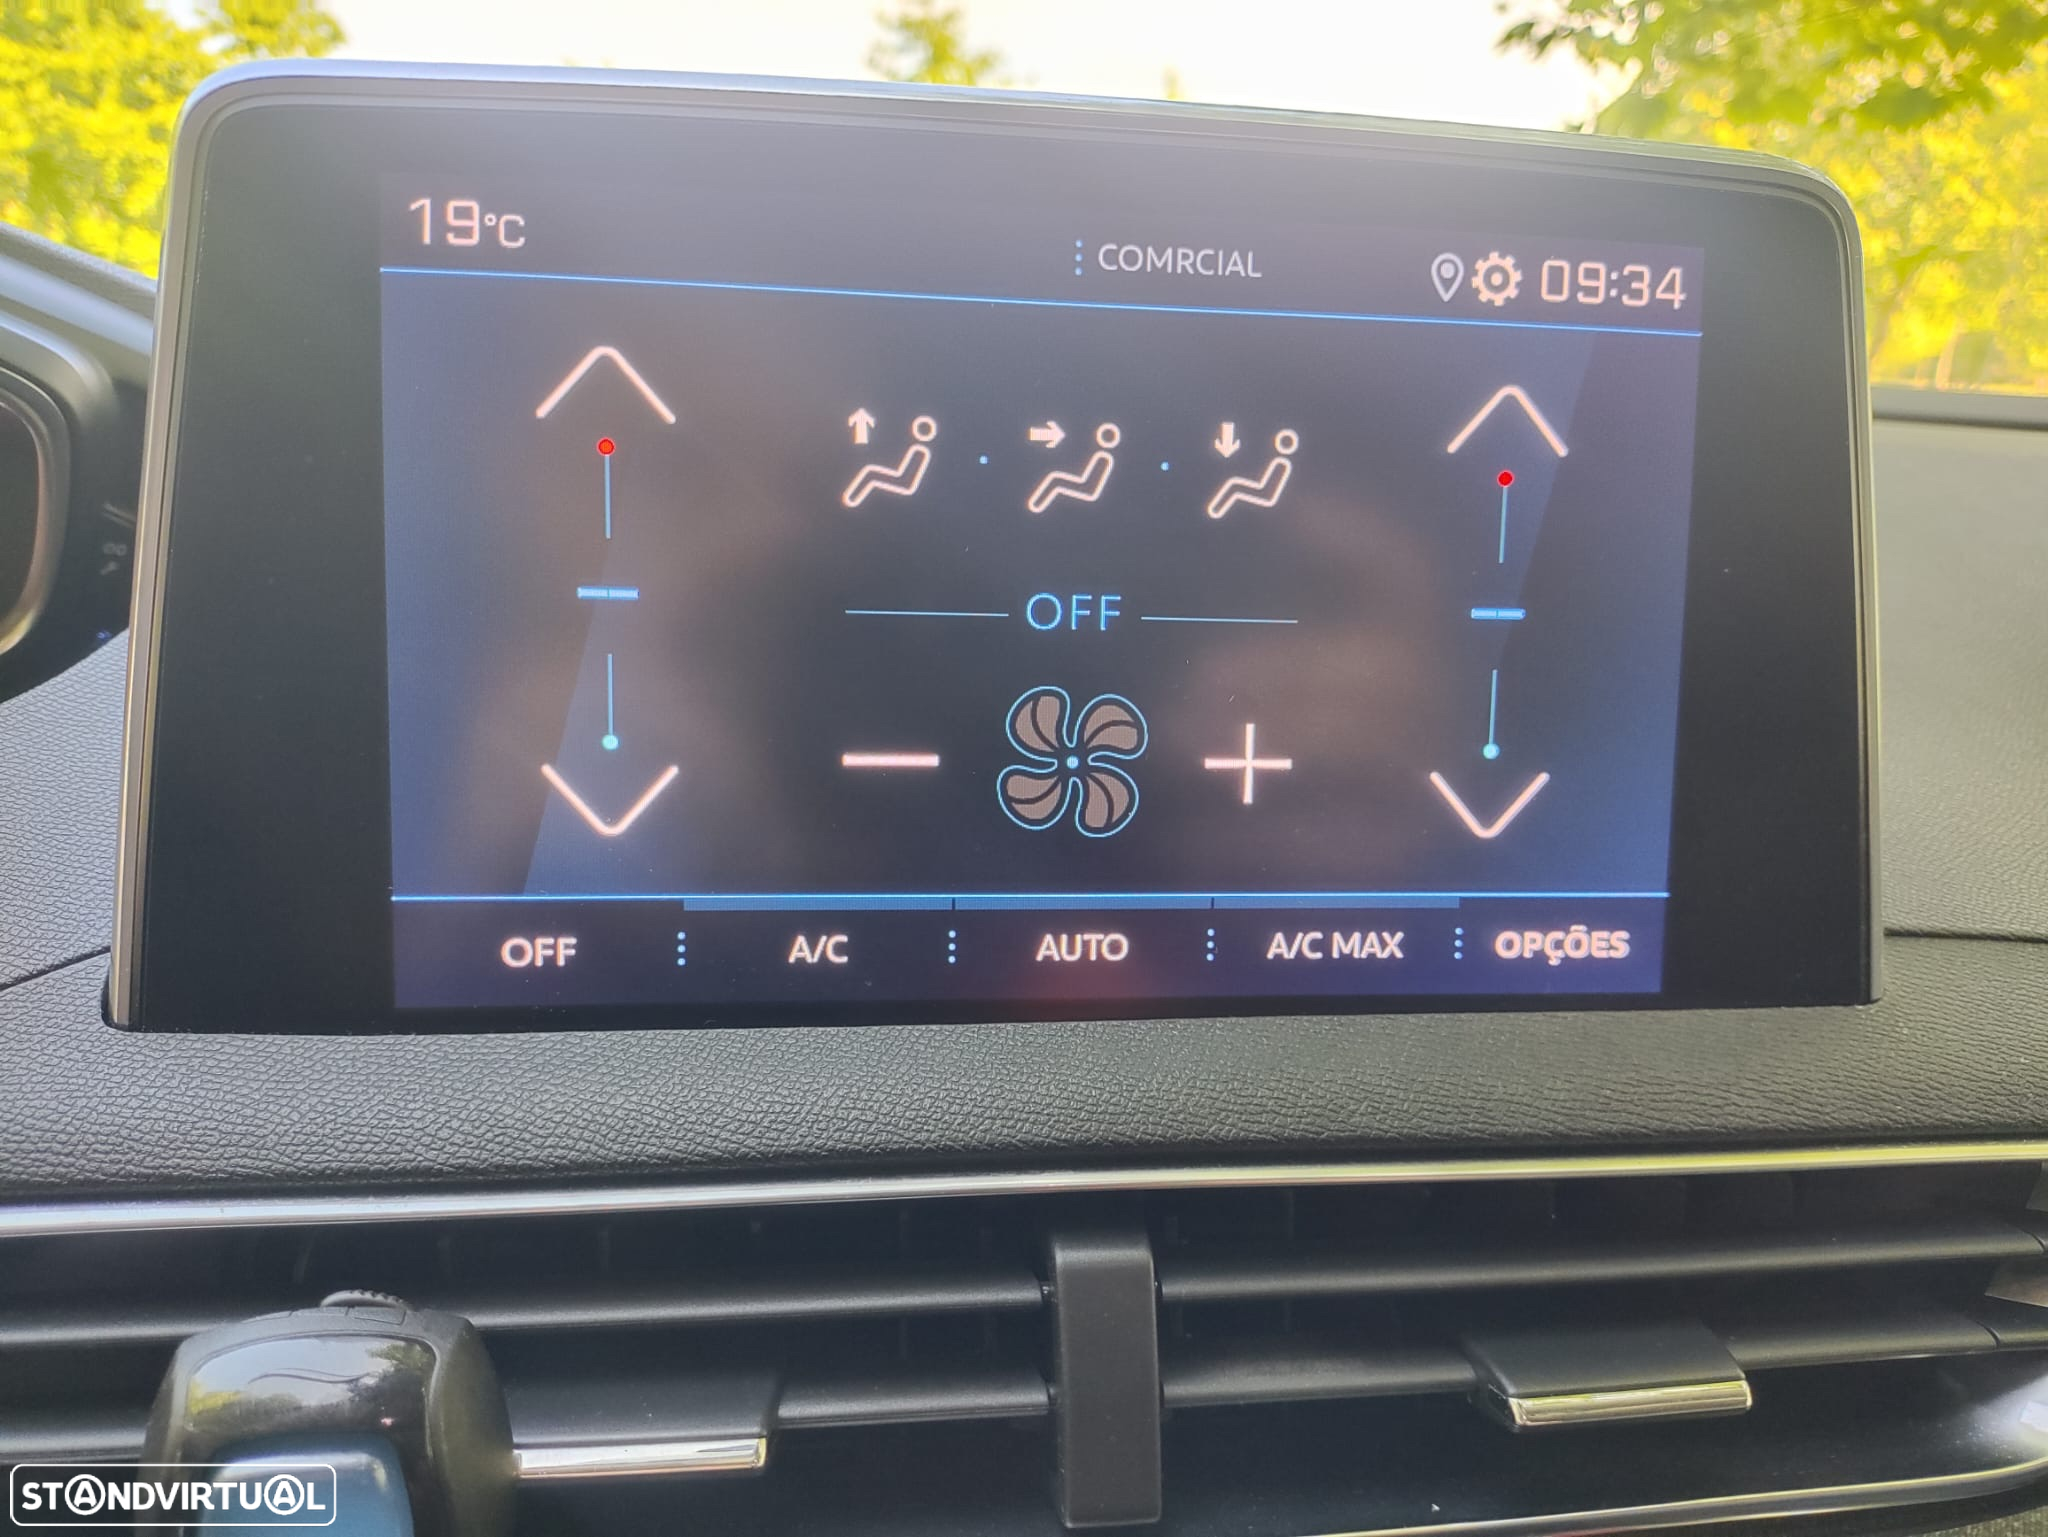 19°C
COMRCIAL
09:34
OFF
OFF
A/C
AUTO
A/C MAX
OPÇÕES
STANDVIRTUAL